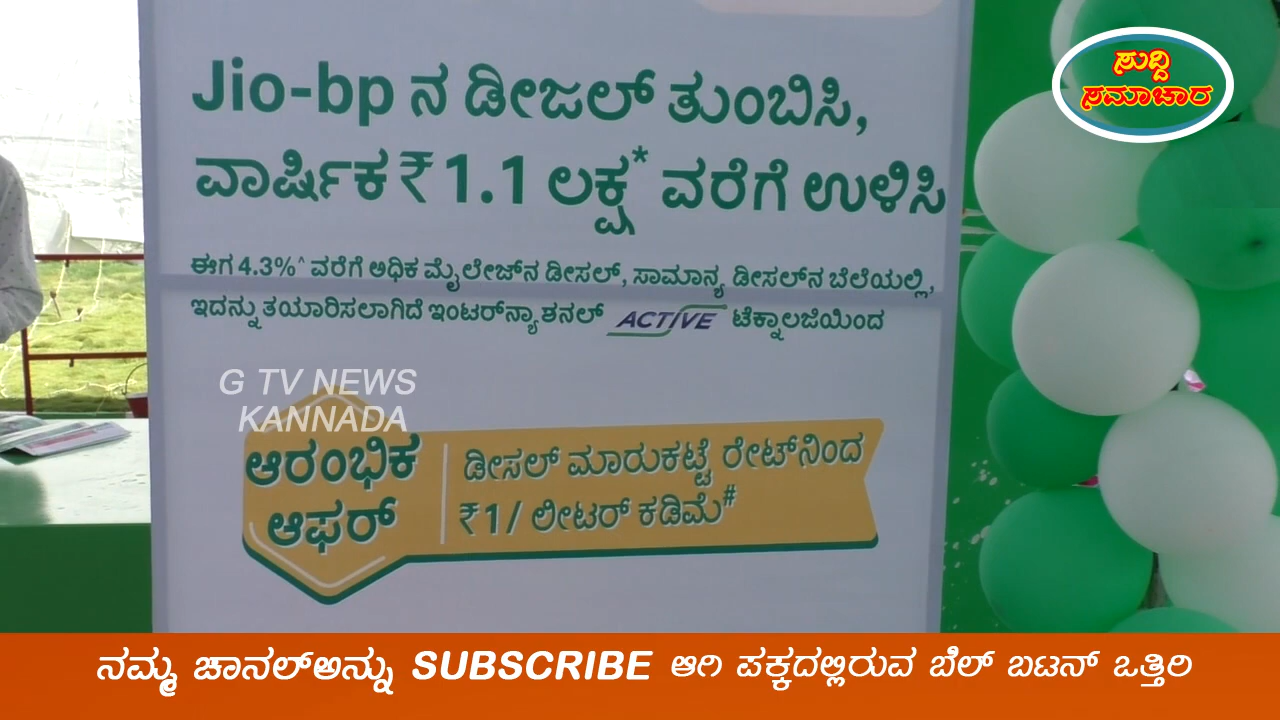 ಸುದ್ದಿ
ಸಮಾಚಾರ
Jio-bp ನ ಡೀಜಲ್ ತುಂಬಿಸಿ,
ವಾರ್ಷಿಕ ₹1.1 ಲಕ್ಷ* ವರೆಗೆ ಉಳಿಸಿ
ಈಗ 4.3%^ ವರೆಗೆ ಅಧಿಕ ಮೈಲೇಜ್‌ನ ಡೀಸಲ್, ಸಾಮಾನ್ಯ ಡೀಸಲ್‌ನ ಬೆಲೆಯಲ್ಲಿ,
ಇದನ್ನು ತಯಾರಿಸಲಾಗಿದೆ ಇಂಟರ್‌ನ್ಯಾಶನಲ್ ACTIVE ಟೆಕ್ನಾಲಜಿಯಿಂದ
G TV NEWS
KANNADA
ಆರಂಭಿಕ
ಆಫರ್
ಡೀಸಲ್ ಮಾರುಕಟ್ಟೆ ರೇಟ್‌ನಿಂದ
₹1/ ಲೀಟರ್ ಕಡಿಮೆ#
ನಮ್ಮ ಚಾನಲ್ಅನ್ನು SUBSCRIBE ಆಗಿ ಪಕ್ಕದಲ್ಲಿರುವ ಬೆಲ್ ಬಟನ್ ಒತ್ತಿರಿ